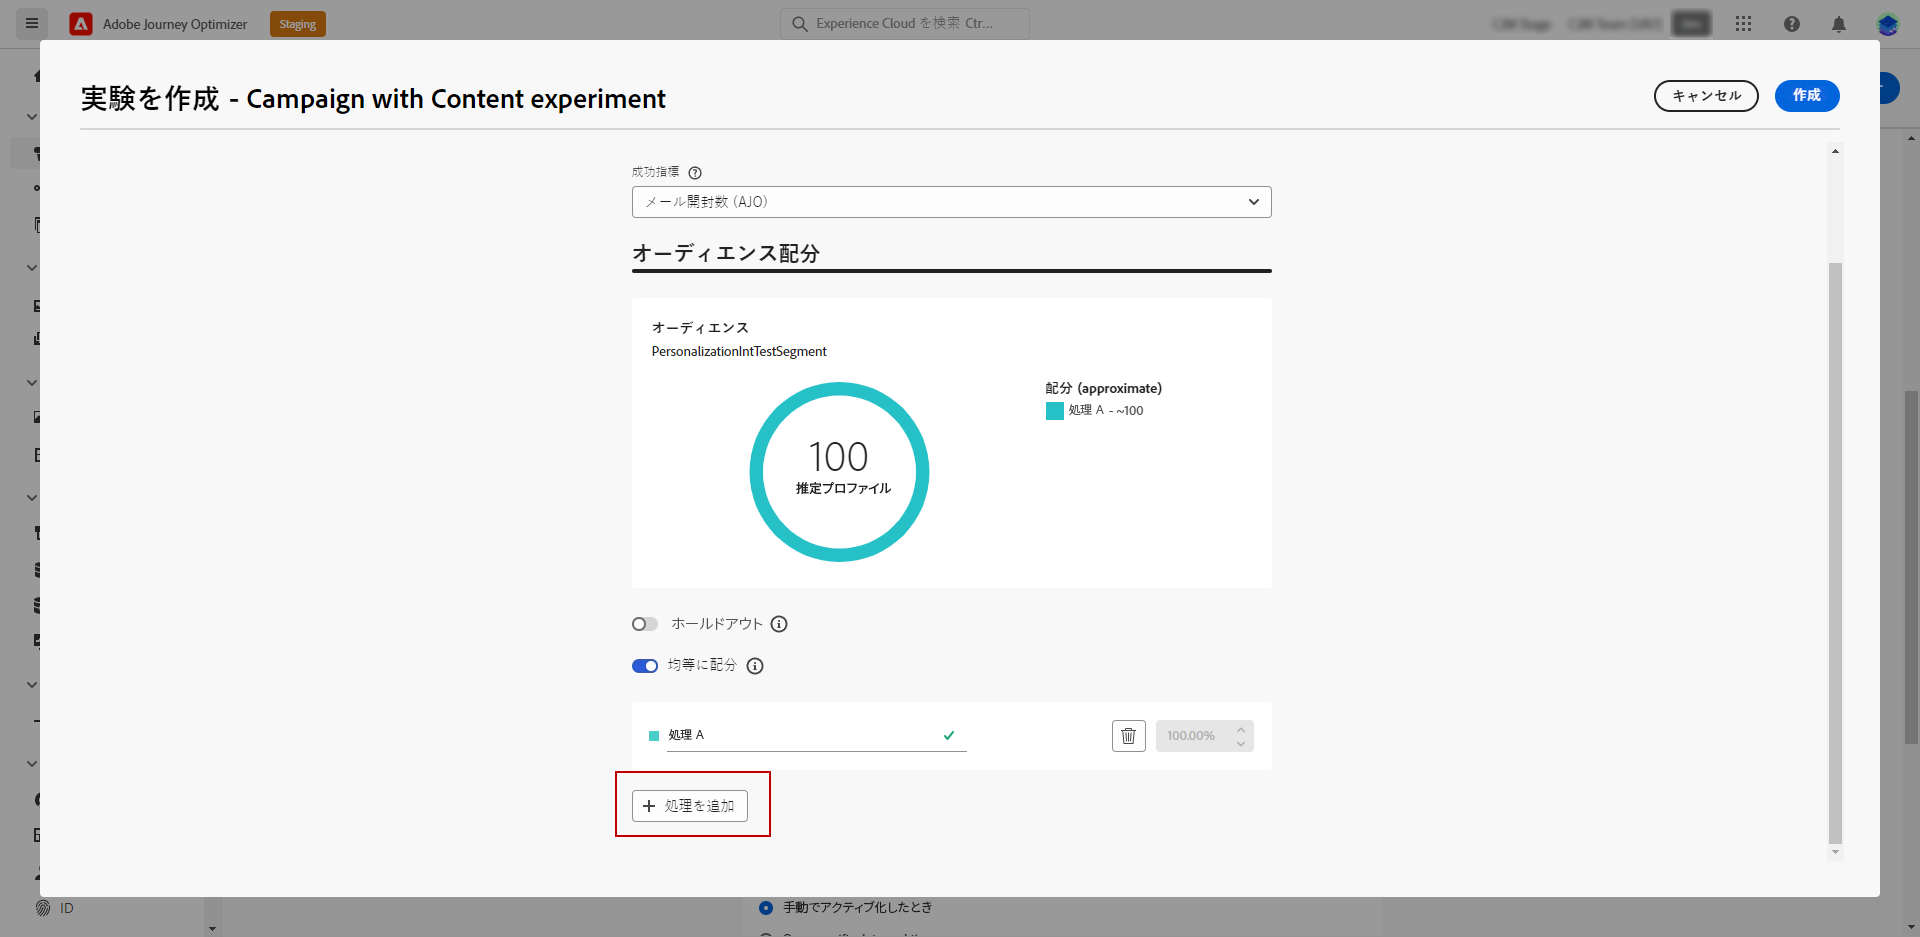 Adobe Journey Optimizer
Staging
Experience Cloud を検索 Ctr...
実験を作成 - Campaign with Content experiment
キャンセル
作成
成功指標
メール開封数 (AJO)
オーディエンス配分
オーディエンス
PersonalizationIntTestSegment
100
推定プロファイル
配分 (approximate)
処理 A - ~100
ホールドアウト
均等に配分
処理 A
100.00%
処理を追加
ID
手動でアクティブ化したとき